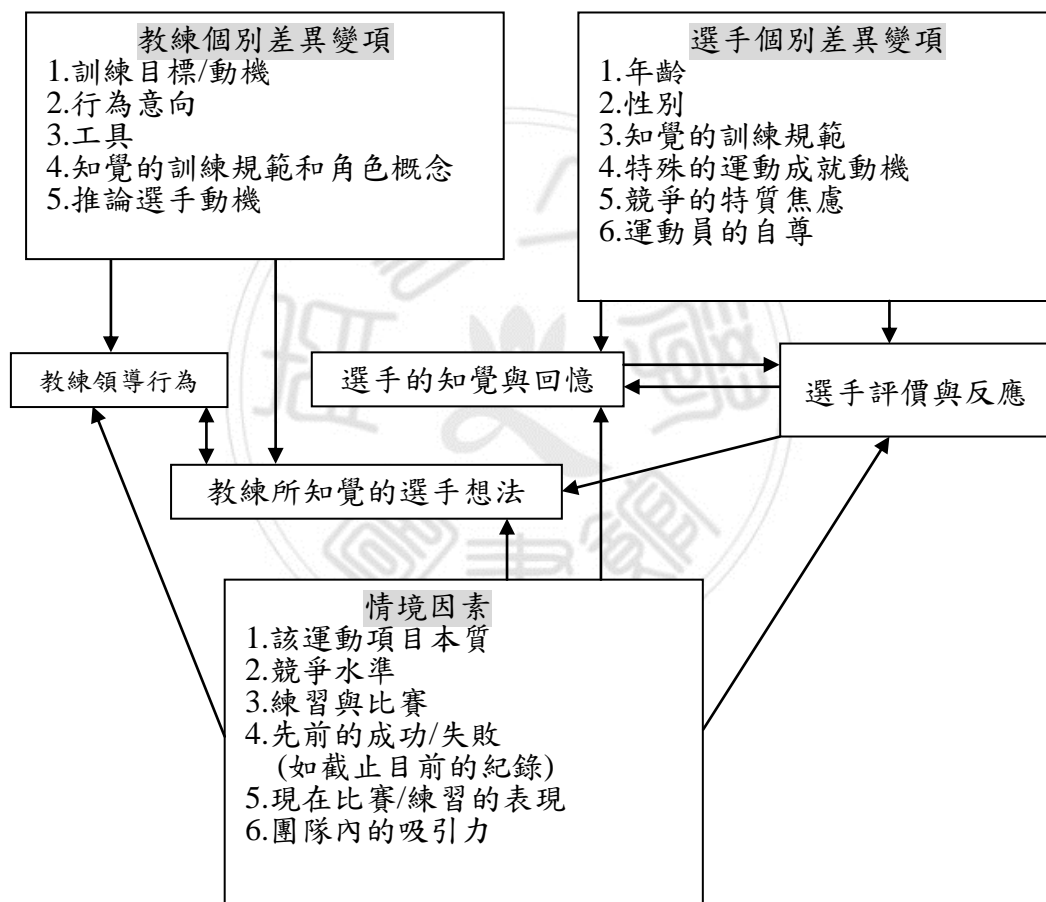 教練個別差異變項
1.訓練目標/動機
2.行為意向
3.工具
4.知覺的訓練規範和角色概念
5.推論選手動機
選手個別差異變項
1.年齡
2.性別
3.知覺的訓練規範
4.特殊的運動成就動機
5.競爭的特質焦慮
6.運動員的自尊
教練領導行為
選手的知覺與回憶
選手評價與反應
教練所知覺的選手想法
情境因素
1.該運動項目本質
2.競爭水準
3.練習與比賽
4.先前的成功/失敗
(如截止目前的紀錄)
5.現在比賽/練習的表現
6.團隊內的吸引力